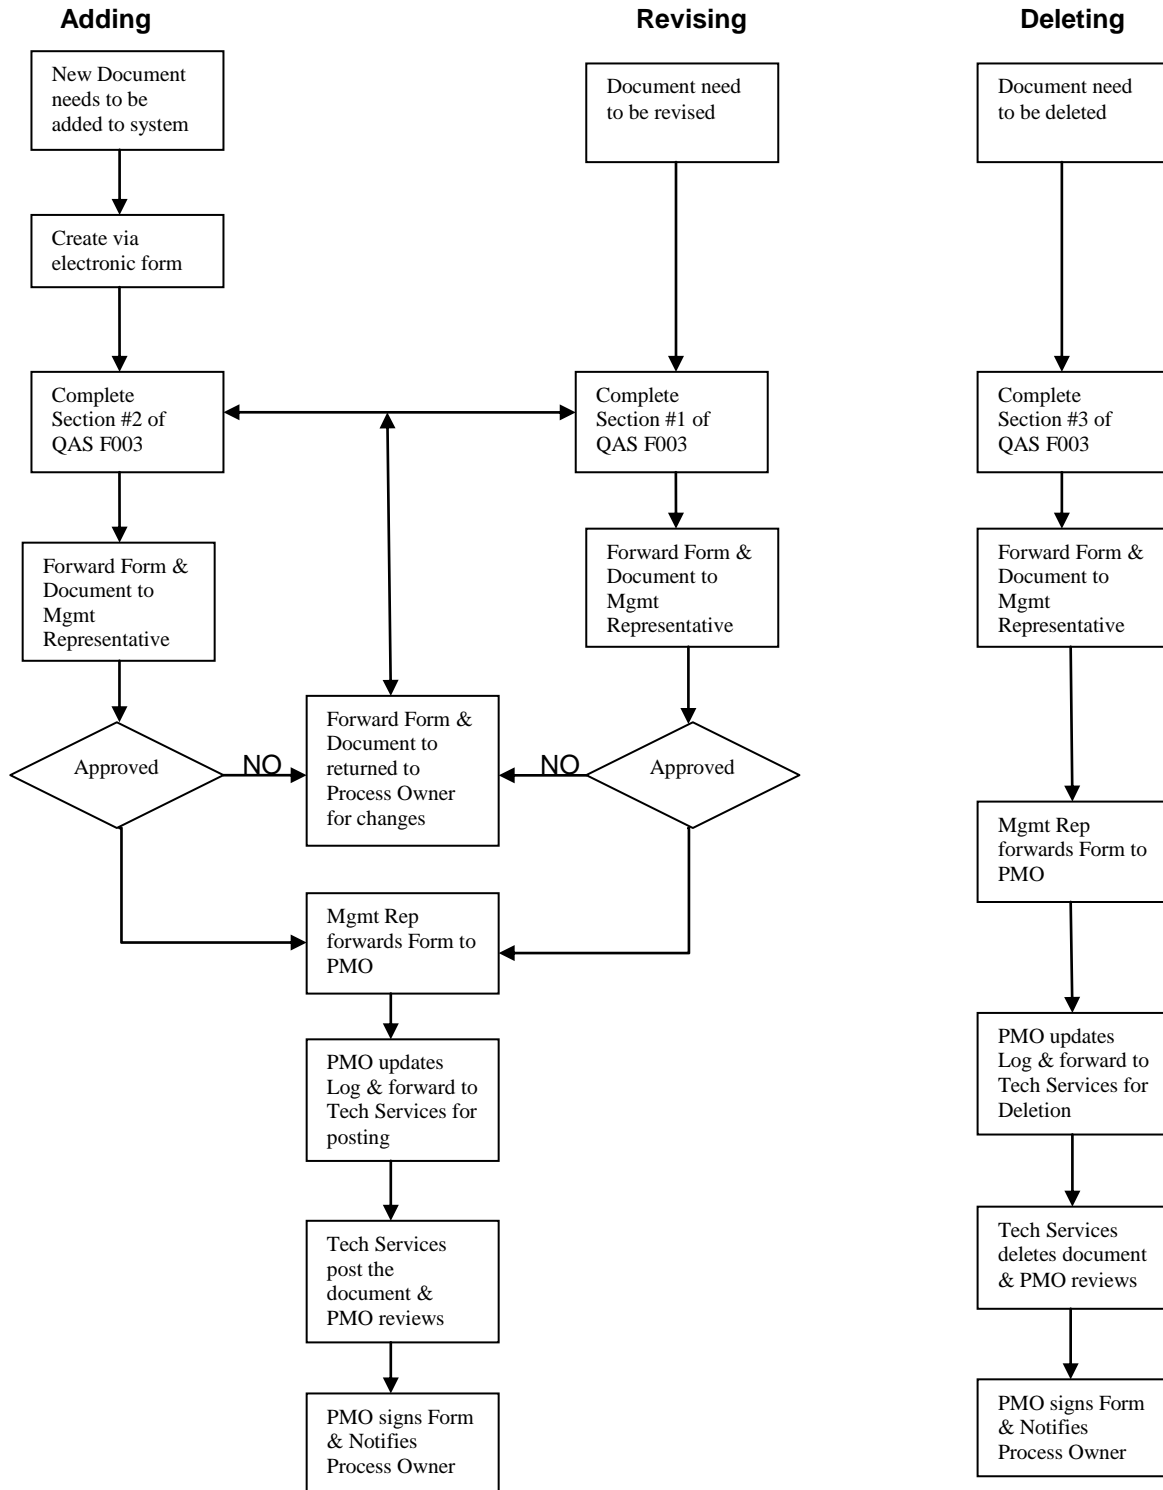 Adding
Revising
Deleting
New Document
needs to be
added to system
Document need
to be revised
Document need
to be deleted
Create via
electronic form
Complete
Section #2 of
QAS F003
Complete
Section #1 of
QAS F003
Complete
Section #3 of
QAS F003
Forward Form &
Document to
Mgmt
Representative
Forward Form &
Document to
Mgmt
Representative
Forward Form &
Document to
Mgmt
Representative
Approved
NO
Forward Form &
Document to
returned to
Process Owner
for changes
NO
Approved
Mgmt Rep
forwards Form to
PMO
Mgmt Rep
forwards Form to
PMO
PMO updates
Log & forward to
Tech Services for
posting
PMO updates
Log & forward to
Tech Services for
Deletion
Tech Services
post the
document &
PMO reviews
Tech Services
deletes document
& PMO reviews
PMO signs Form
& Notifies
Process Owner
PMO signs Form
& Notifies
Process Owner